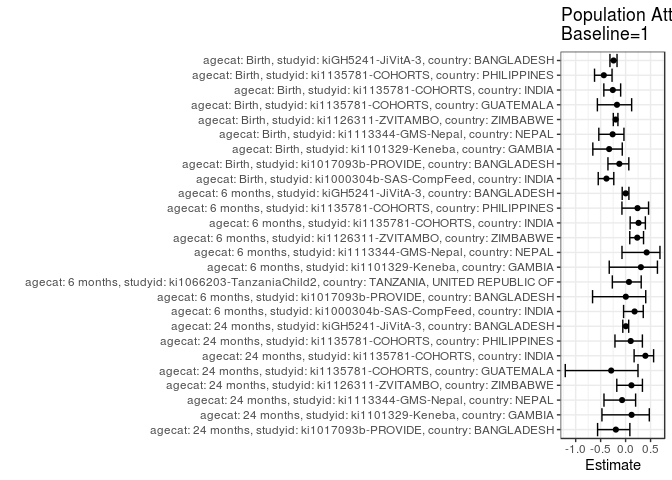 Population Att
Baseline=1
agecat: Birth, studyid: kiGH5241-JiVitA-3, country: BANGLADESH
agecat: Birth, studyid: ki1135781-COHORTS, country: PHILIPPINES
agecat: Birth, studyid: ki1135781-COHORTS, country: INDIA
agecat: Birth, studyid: ki1135781-COHORTS, country: GUATEMALA
agecat: Birth, studyid: ki1126311-ZVITAMBO, country: ZIMBABWE
agecat: Birth, studyid: ki1113344-GMS-Nepal, country: NEPAL
agecat: Birth, studyid: ki1101329-Keneba, country: GAMBIA
agecat: Birth, studyid: ki1017093b-PROVIDE, country: BANGLADESH
agecat: Birth, studyid: ki1000304b-SAS-CompFeed, country: INDIA
agecat: 6 months, studyid: kiGH5241-JiVitA-3, country: BANGLADESH
agecat: 6 months, studyid: ki1135781-COHORTS, country: PHILIPPINES
agecat: 6 months, studyid: ki1135781-COHORTS, country: INDIA
agecat: 6 months, studyid: ki1126311-ZVITAMBO, country: ZIMBABWE
agecat: 6 months, studyid: ki1113344-GMS-Nepal, country: NEPAL
agecat: 6 months, studyid: ki1101329-Keneba, country: GAMBIA
agecat: 6 months, studyid: ki1066203-TanzaniaChild2, country: TANZANIA, UNITED REPUBLIC OF
agecat: 6 months, studyid: ki1017093b-PROVIDE, country: BANGLADESH
agecat: 6 months, studyid: ki1000304b-SAS-CompFeed, country: INDIA
agecat: 24 months, studyid: kiGH5241-JiVitA-3, country: BANGLADESH
agecat: 24 months, studyid: ki1135781-COHORTS, country: PHILIPPINES
agecat: 24 months, studyid: ki1135781-COHORTS, country: INDIA
agecat: 24 months, studyid: ki1135781-COHORTS, country: GUATEMALA
agecat: 24 months, studyid: ki1126311-ZVITAMBO, country: ZIMBABWE
agecat: 24 months, studyid: ki1113344-GMS-Nepal, country: NEPAL
agecat: 24 months, studyid: ki1101329-Keneba, country: GAMBIA
agecat: 24 months, studyid: ki1017093b-PROVIDE, country: BANGLADESH
-1.0 -0.5 0.0 0.5
Estimate